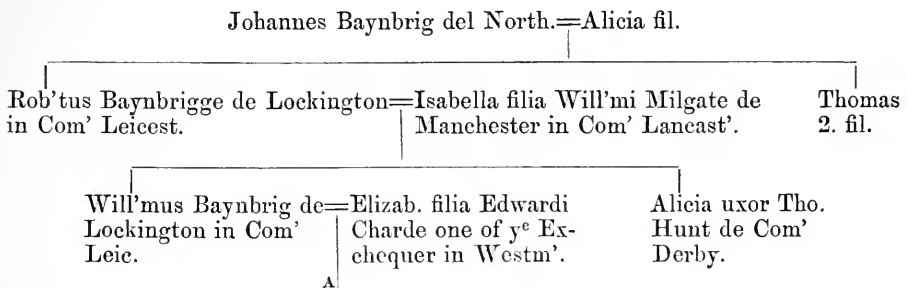 Johannes Baynbrig del North.=Alicia fil.
Rob'tus Baynbrigge de Lockington=Isabella filia Will'mi Milgate de
in Com' Leicest. Manchester in Com' Lancast'.
Thomas
2. fil.
Will'mus Baynbrig de=Elizab. filia Edwardi
Lockington in Com' Charde one of yᵉ Ex-
Leic. chequer in Westm'.
Alicia uxor Tho.
Hunt de Com'
Derby.
A